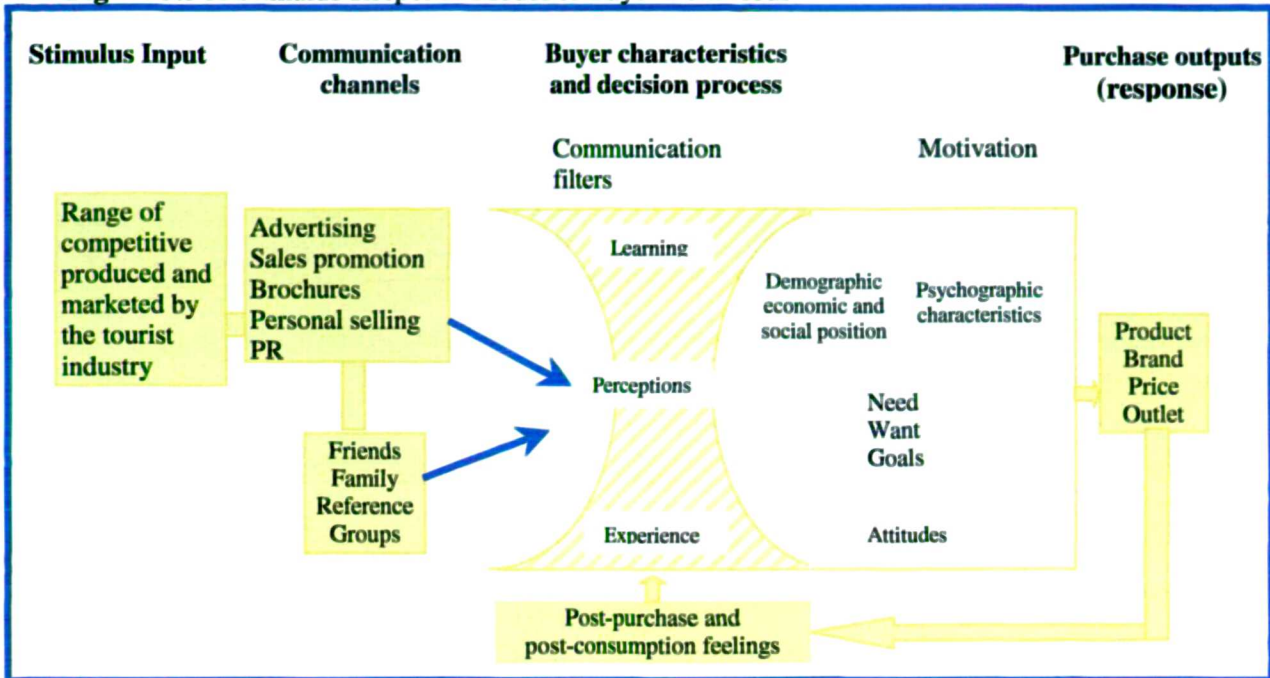 Stimulus Input
Communication
channels
Buyer characteristics
and decision process
Purchase outputs
(response)
Communication
filters
Motivation
Range of
competitive
produced and
marketed by
the tourist
industry
Advertising
Sales promotion
Brochures
Personal selling
PR
Friends
Family
Reference
Groups
Learning
Perceptions
Experience
Demographic
economic and
social position
Psychographic
characteristics
Need
Want
Goals
Attitudes
Product
Brand
Price
Outlet
Post-purchase and
post-consumption feelings